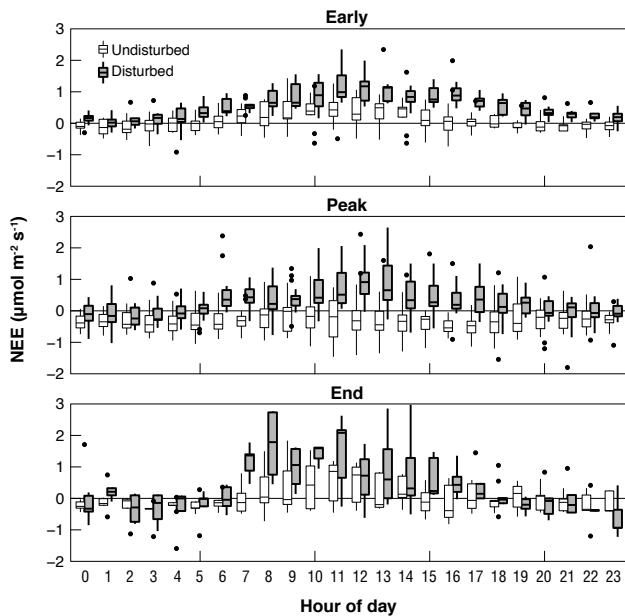 Early
3
2
1
0
−1
−2
Undisturbed
Disturbed
Peak
3
2
1
0
−1
−2
NEE (µmol m⁻² s⁻¹)
End
3
2
1
0
−1
−2
0 1 2 3 4 5 6 7 8 9 10 11 12 13 14 15 16 17 18 19 20 21 22 23
Hour of day